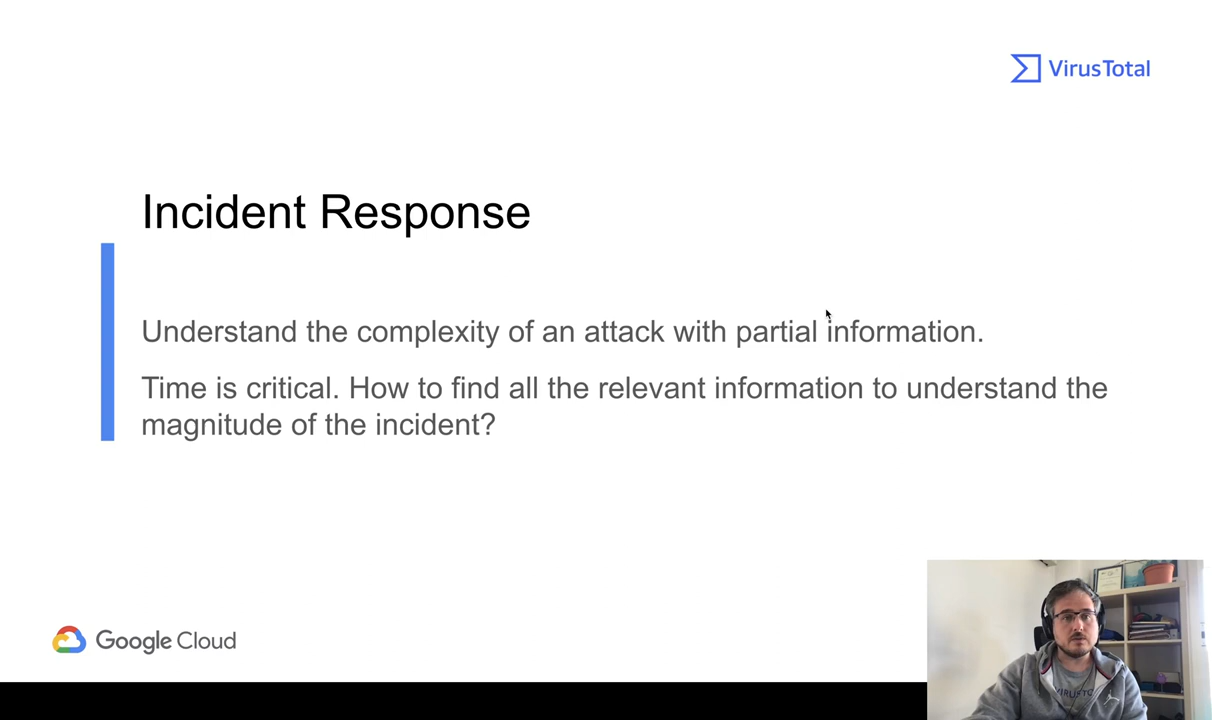 VirusTotal
Incident Response
Understand the complexity of an attack with partial information.
Time is critical. How to find all the relevant information to understand the
magnitude of the incident?
Google Cloud
VIRUSTO